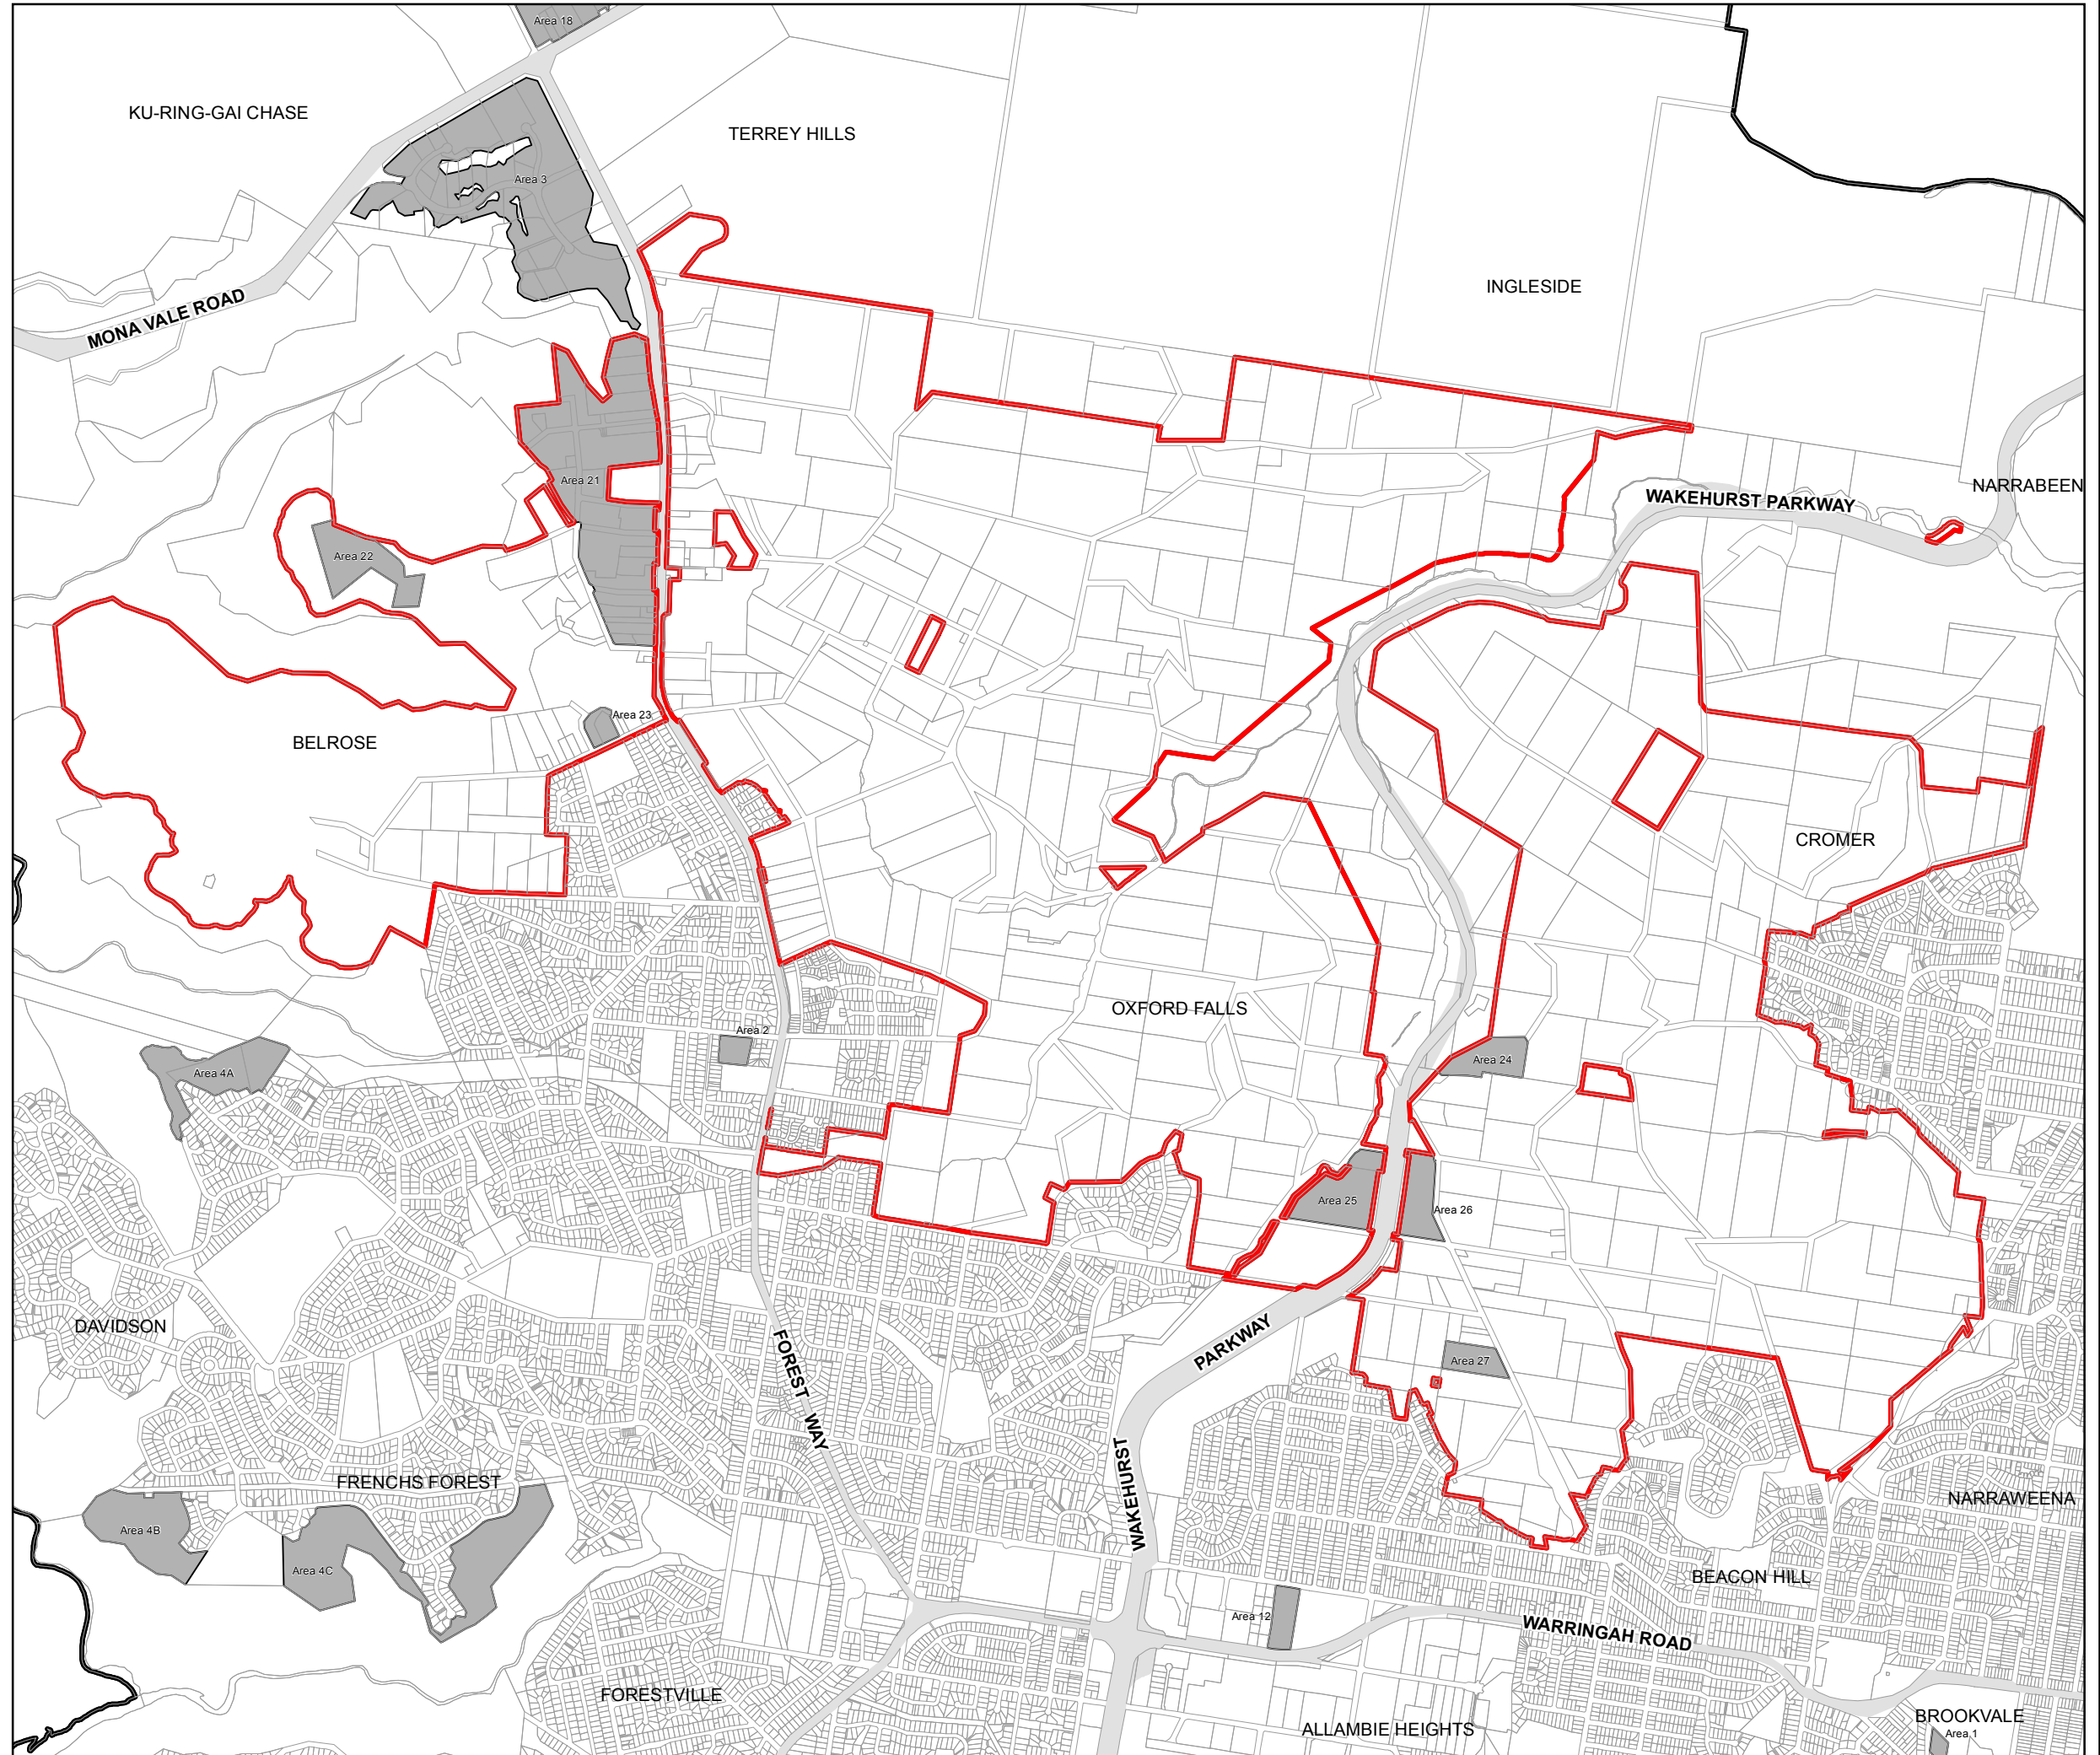 Area 18
KU-RING-GAI CHASE
TERREY HILLS
Area 3
INGLESIDE
MONA VALE ROAD
Area 21
NARRABEEN
WAKEHURST PARKWAY
Area 22
Area 23
BELROSE
CROMER
OXFORD FALLS
Area 2
Area 24
Area 4A
Area 25
Area 26
DAVIDSON
PARKWAY
FOREST WAY
Area 27
FRENCHS FOREST
WAKEHURST
NARRAWEENA
Area 4B
Area 4C
BEACON HILL
Area 12
WARRINGAH ROAD
FORESTVILLE
BROOKVALE
ALLAMBIE HEIGHTS
Area 1